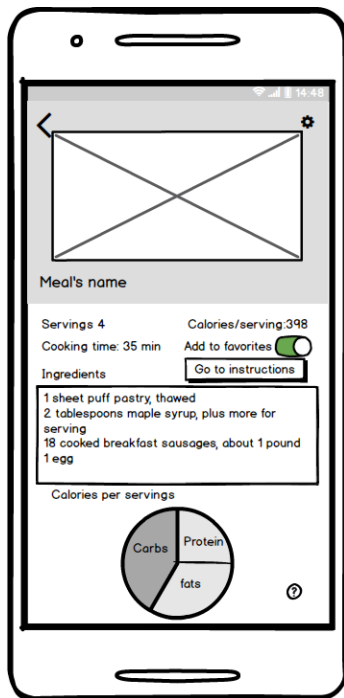 14:48
Meal's name
Servings 4
Calories/serving:398
Cooking time: 35 min
Add to favorites
Ingredients
Go to instructions
1 sheet puff pastry, thawed
2 tablespoons maple syrup, plus more for
serving
18 cooked breakfast sausages, about 1 pound
1 egg
Calories per servings
Carbs
Protein
fats
?